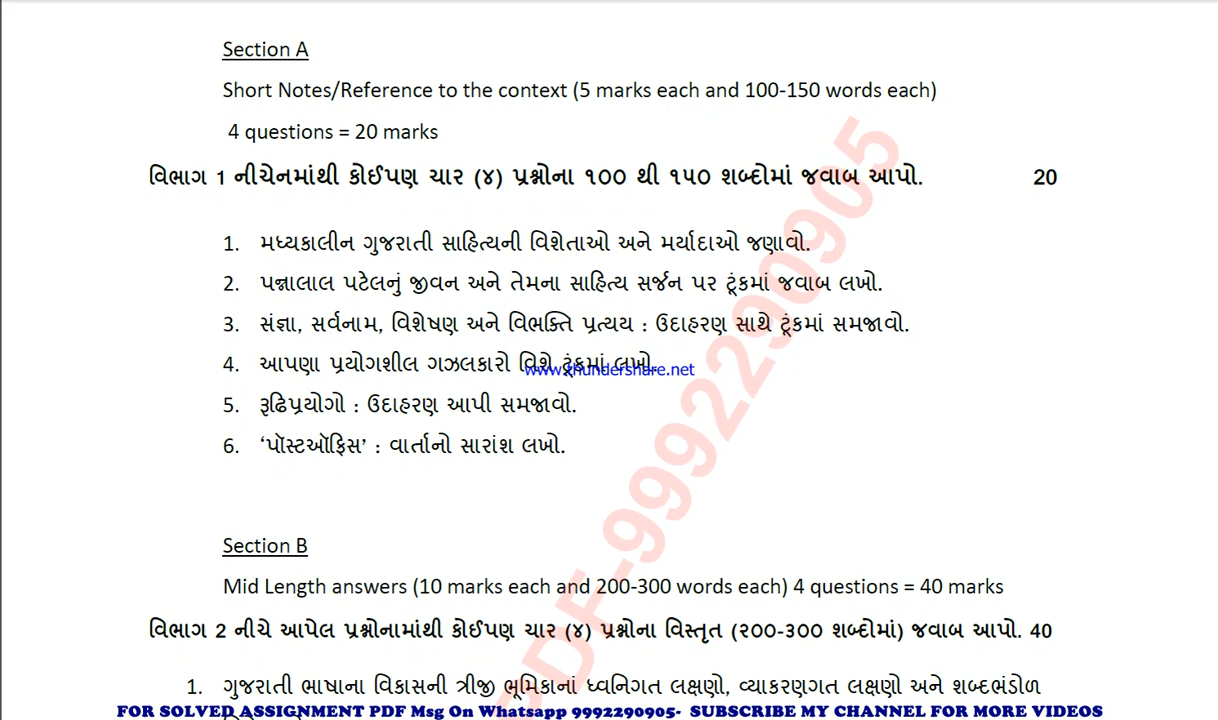 Section A
Short Notes/Reference to the context (5 marks each and 100-150 words each)
4 questions = 20 marks
વિભાગ 1 નીચેનમાંથી કોઈપણ ચાર (૪) પ્રશ્નોના ૧૦૦ થી ૧૫૦ શબ્દોમાં જવાબ આપો. 20
1. મધ્યકાલીન ગુજરાતી સાહિત્યની વિશેતાઓ અને મર્યાદાઓ જણાવો.
2. પન્નાલાલ પટેલનું જીવન અને તેમના સાહિત્ય સર્જન પર ટૂંકમાં જવાબ લખો.
3. સંજ્ઞા, સર્વનામ, વિશેષણ અને વિભક્તિ પ્રત્યય : ઉદાહરણ સાથે ટૂંકમાં સમજાવો.
4. આપણા પ્રયોગશીલ ગઝલકારો વિશે ટૂંકમાં લખો.
www.thundershare.net
5. રૂઢિપ્રયોગો : ઉદાહરણ આપી સમજાવો.
6. ‘પૉસ્ટઑફિસ’ : વાર્તાનો સારાંશ લખો.
Section B
Mid Length answers (10 marks each and 200-300 words each) 4 questions = 40 marks
વિભાગ 2 નીચે આપેલ પ્રશ્નોનામાંથી કોઈપણ ચાર (૪) પ્રશ્નોના વિસ્તૃત (૨૦૦-૩૦૦ શબ્દોમાં) જવાબ આપો. 40
1. ગુજરાતી ભાષાના વિકાસની ત્રીજી ભૂમિકાનાં ધ્વનિગત લક્ષણો, વ્યાકરણગત લક્ષણો અને શબ્દભંડોળ
PDF-9992290905
FOR SOLVED ASSIGNMENT PDF Msg On Whatsapp 9992290905- SUBSCRIBE MY CHANNEL FOR MORE VIDEOS